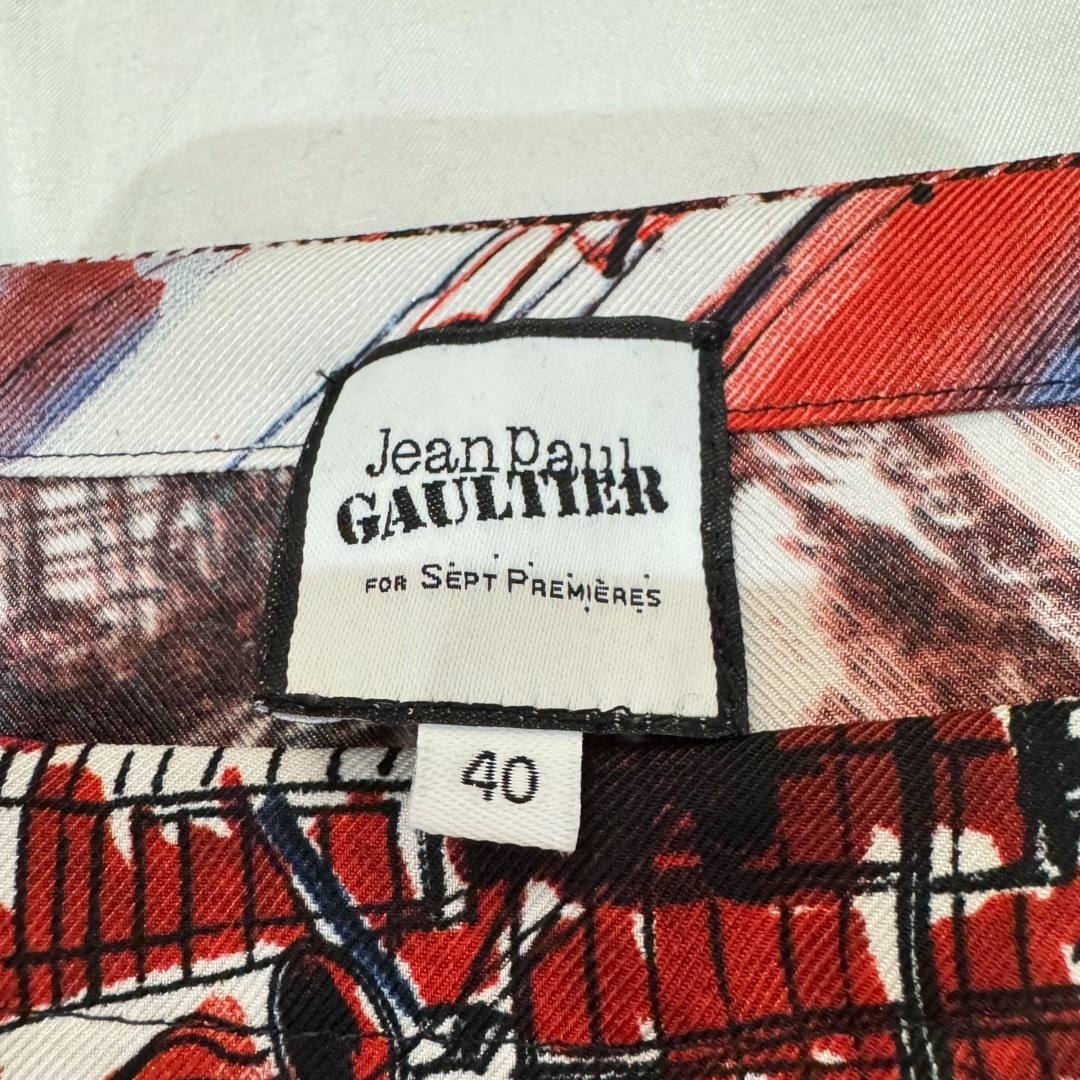 Jean Paul
GAULTIER
FOR SEPT PREMIÈRES
40